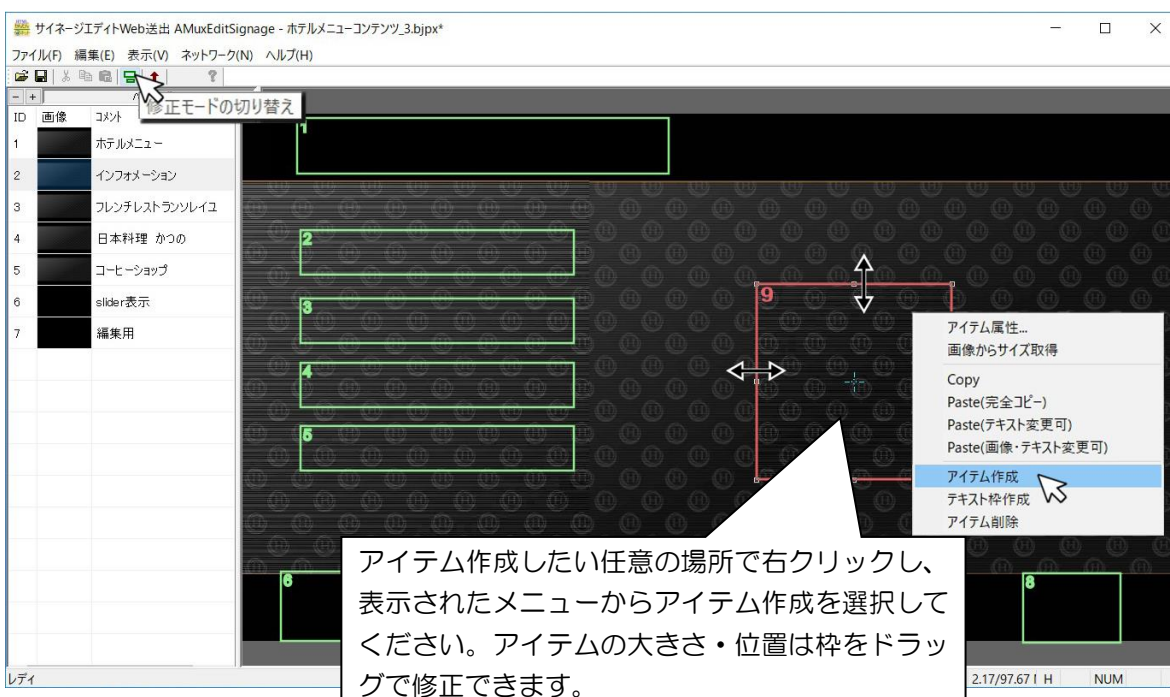 サイネージエディトWeb送出 AMuxEditSignage - ホテルメニューコンテンツ_3.bjpx*
ファイル(F) 編集(E) 表示(V) ネットワーク(N) ヘルプ(H)
修正モードの切り替え
ID 画像 コメント
1 ホテルメニュー
2 インフォメーション
3 フレンチレストランソレイユ
4 日本料理 かつの
5 コーヒーショップ
6 slider表示
7 編集用
1
2
3
4
5
6
8
9
アイテム属性...
画像からサイズ取得
Copy
Paste(完全コピー)
Paste(テキスト変更可)
Paste(画像・テキスト変更可)
アイテム作成
テキスト枠作成
アイテム削除
アイテム作成したい任意の場所で右クリックし、
表示されたメニューからアイテム作成を選択して
ください。アイテムの大きさ・位置は枠をドラッ
グで修正できます。
レディ 2.17/97.67 H NUM